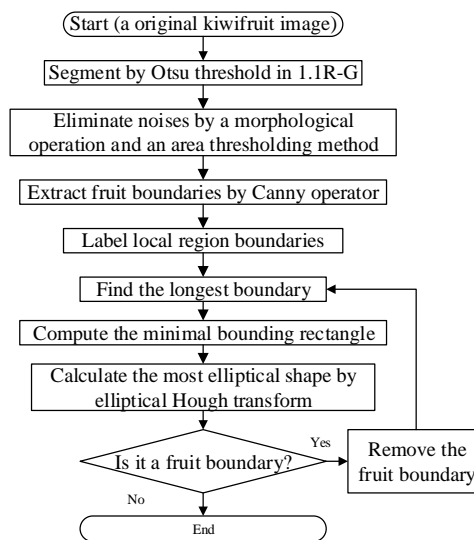 Start (a original kiwifruit image)
Segment by Otsu threshold in 1.1R-G
Eliminate noises by a morphological
operation and an area thresholding method
Extract fruit boundaries by Canny operator
Label local region boundaries
Find the longest boundary
Compute the minimal bounding rectangle
Calculate the most elliptical shape by
elliptical Hough transform
Is it a fruit boundary?
Yes
Remove the
fruit boundary
No
End